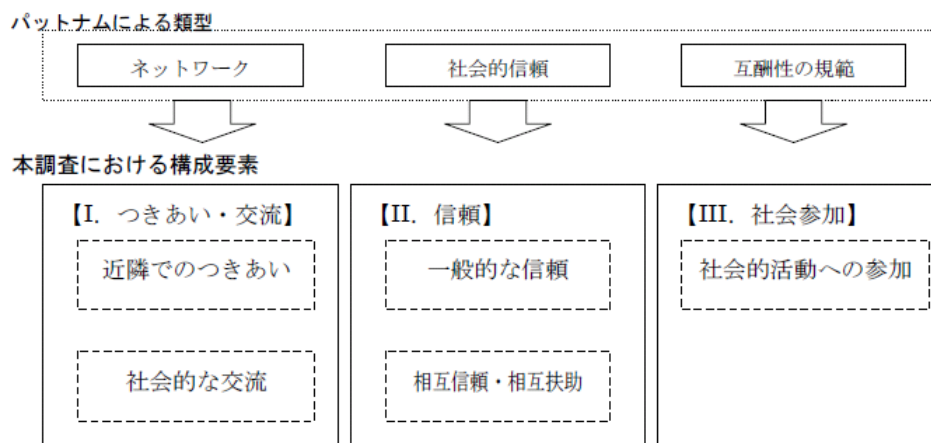 パットナムによる類型
ネットワーク
社会的信頼
互酬性の規範
本調査における構成要素
【I. つきあい・交流】
近隣でのつきあい
社会的な交流
【II. 信頼】
一般的な信頼
相互信頼・相互扶助
【III. 社会参加】
社会的活動への参加